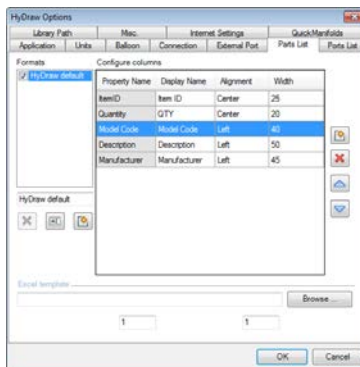 HyDraw Options
Library Path Misc. Internet Settings QuickManifolds
Application Units Balloon Connection External Port Parts List Ports List
Formats Configure columns
HyDraw default
Property Name Display Name Alignment Width
ItemID Item ID Center 25
Quantity QTY Center 20
Model Code Model Code Left 40
Description Description Left 50
Manufacturer Manufacturer Left 45
HyDraw default
Excel template
Browse ...
1 1
OK Cancel